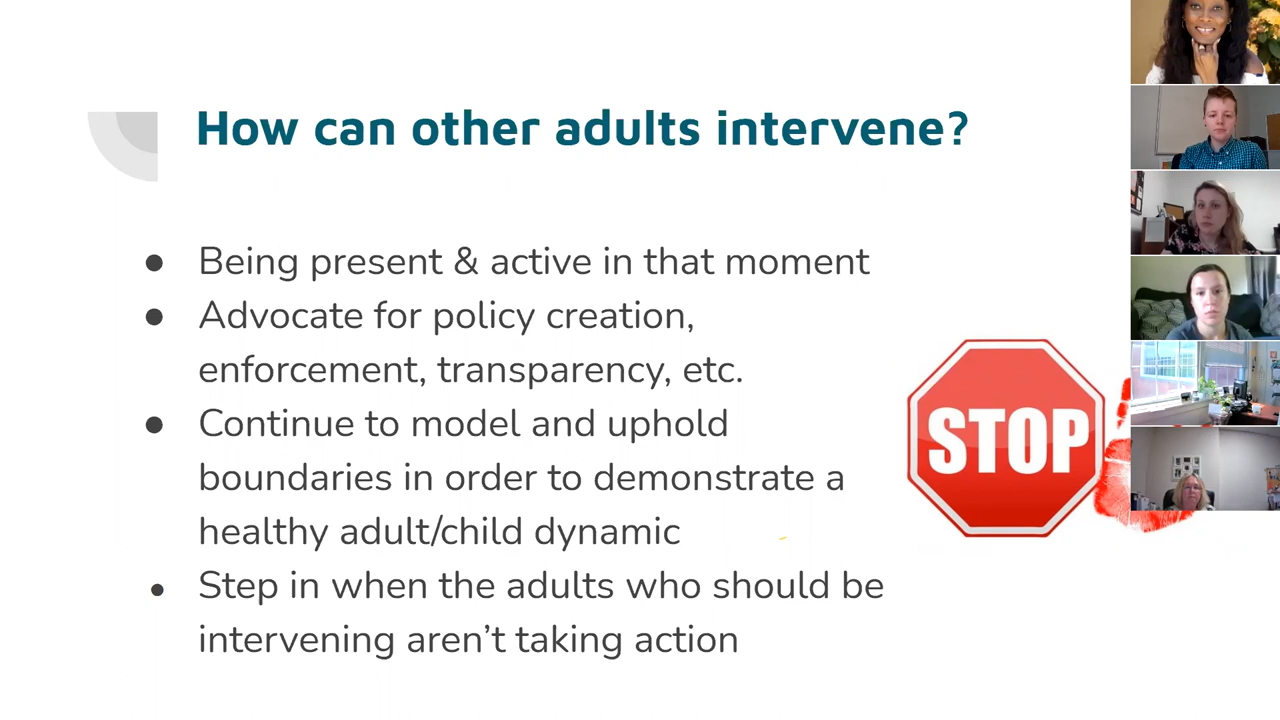 How can other adults intervene?
● Being present & active in that moment
● Advocate for policy creation,
enforcement, transparency, etc.
● Continue to model and uphold
boundaries in order to demonstrate a
healthy adult/child dynamic
● Step in when the adults who should be
intervening aren’t taking action
STOP